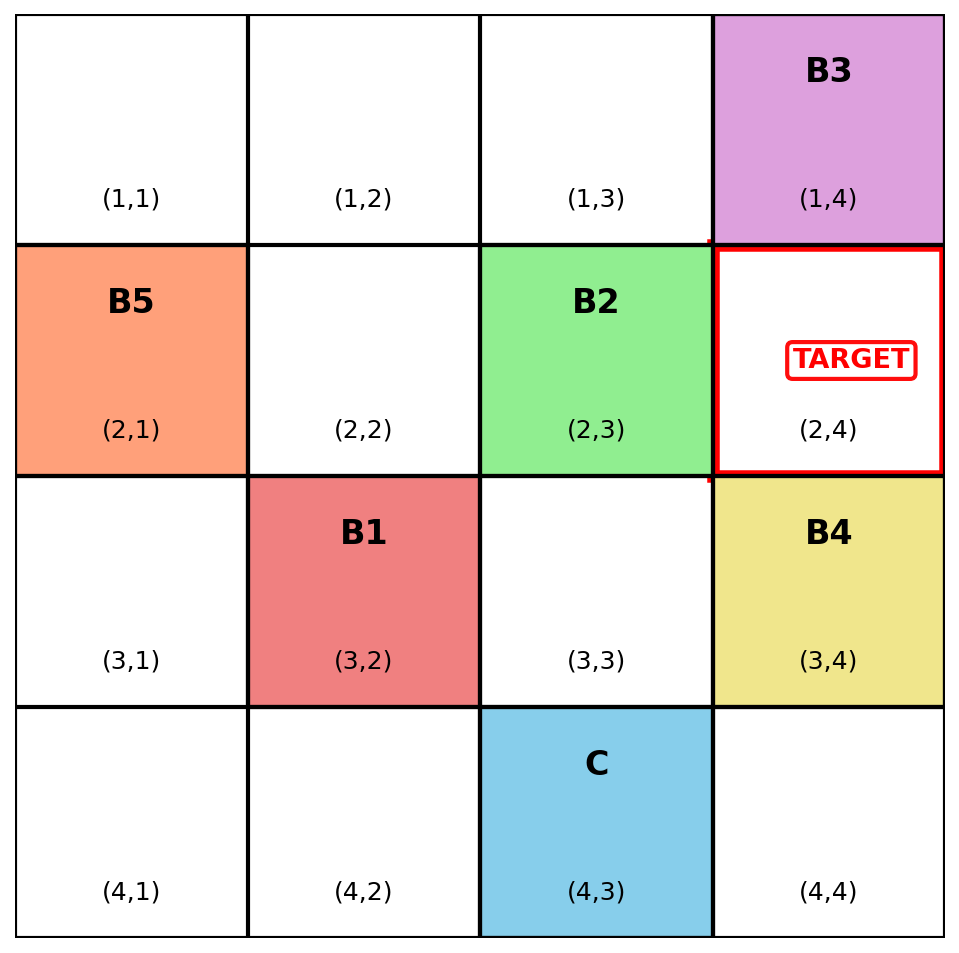 B3
(1,1) (1,2) (1,3) (1,4)
B5 B2
TARGET
(2,1) (2,2) (2,3) (2,4)
B1 B4
(3,1) (3,2) (3,3) (3,4)
C
(4,1) (4,2) (4,3) (4,4)